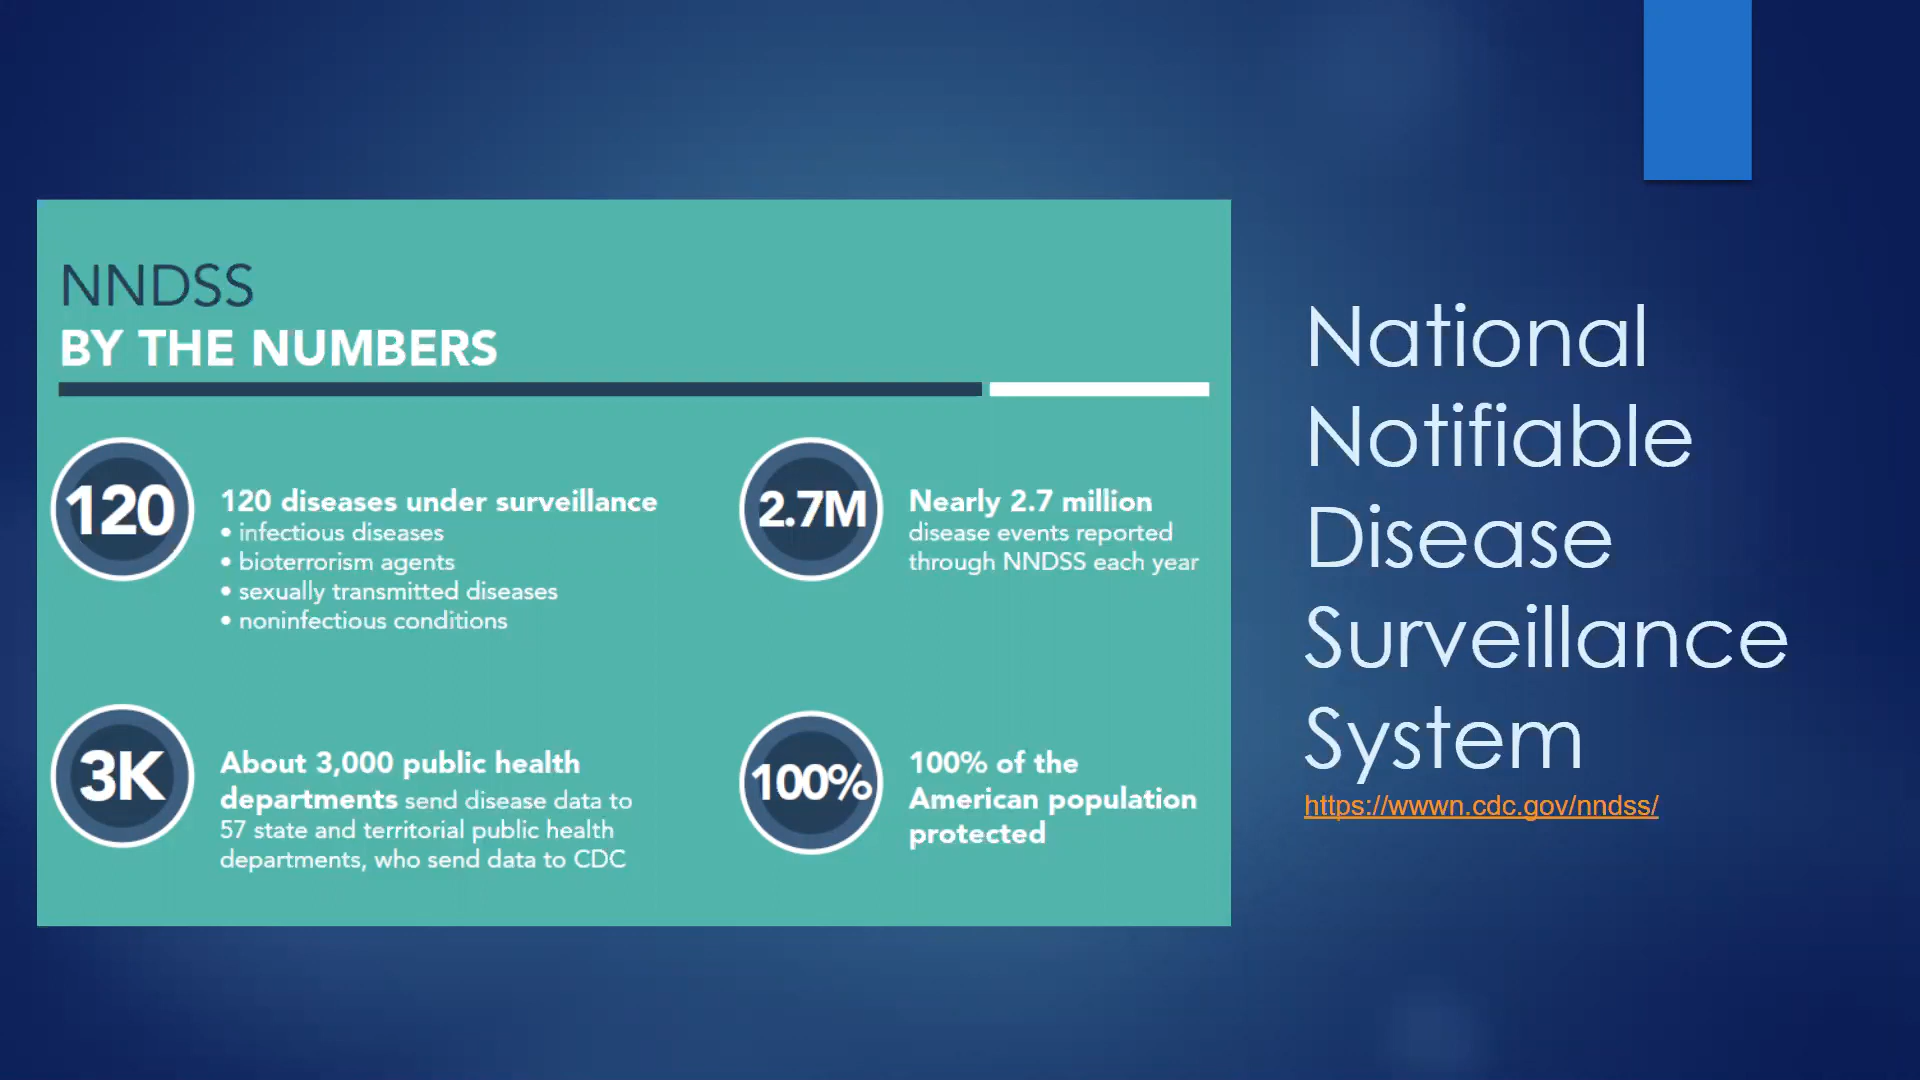 NNDSS
BY THE NUMBERS
120
120 diseases under surveillance
• infectious diseases
• bioterrorism agents
• sexually transmitted diseases
• noninfectious conditions
2.7M
Nearly 2.7 million
disease events reported
through NNDSS each year
3K
About 3,000 public health
departments send disease data to
57 state and territorial public health
departments, who send data to CDC
100%
100% of the
American population
protected
National
Notifiable
Disease
Surveillance
System
https://wwwn.cdc.gov/nndss/